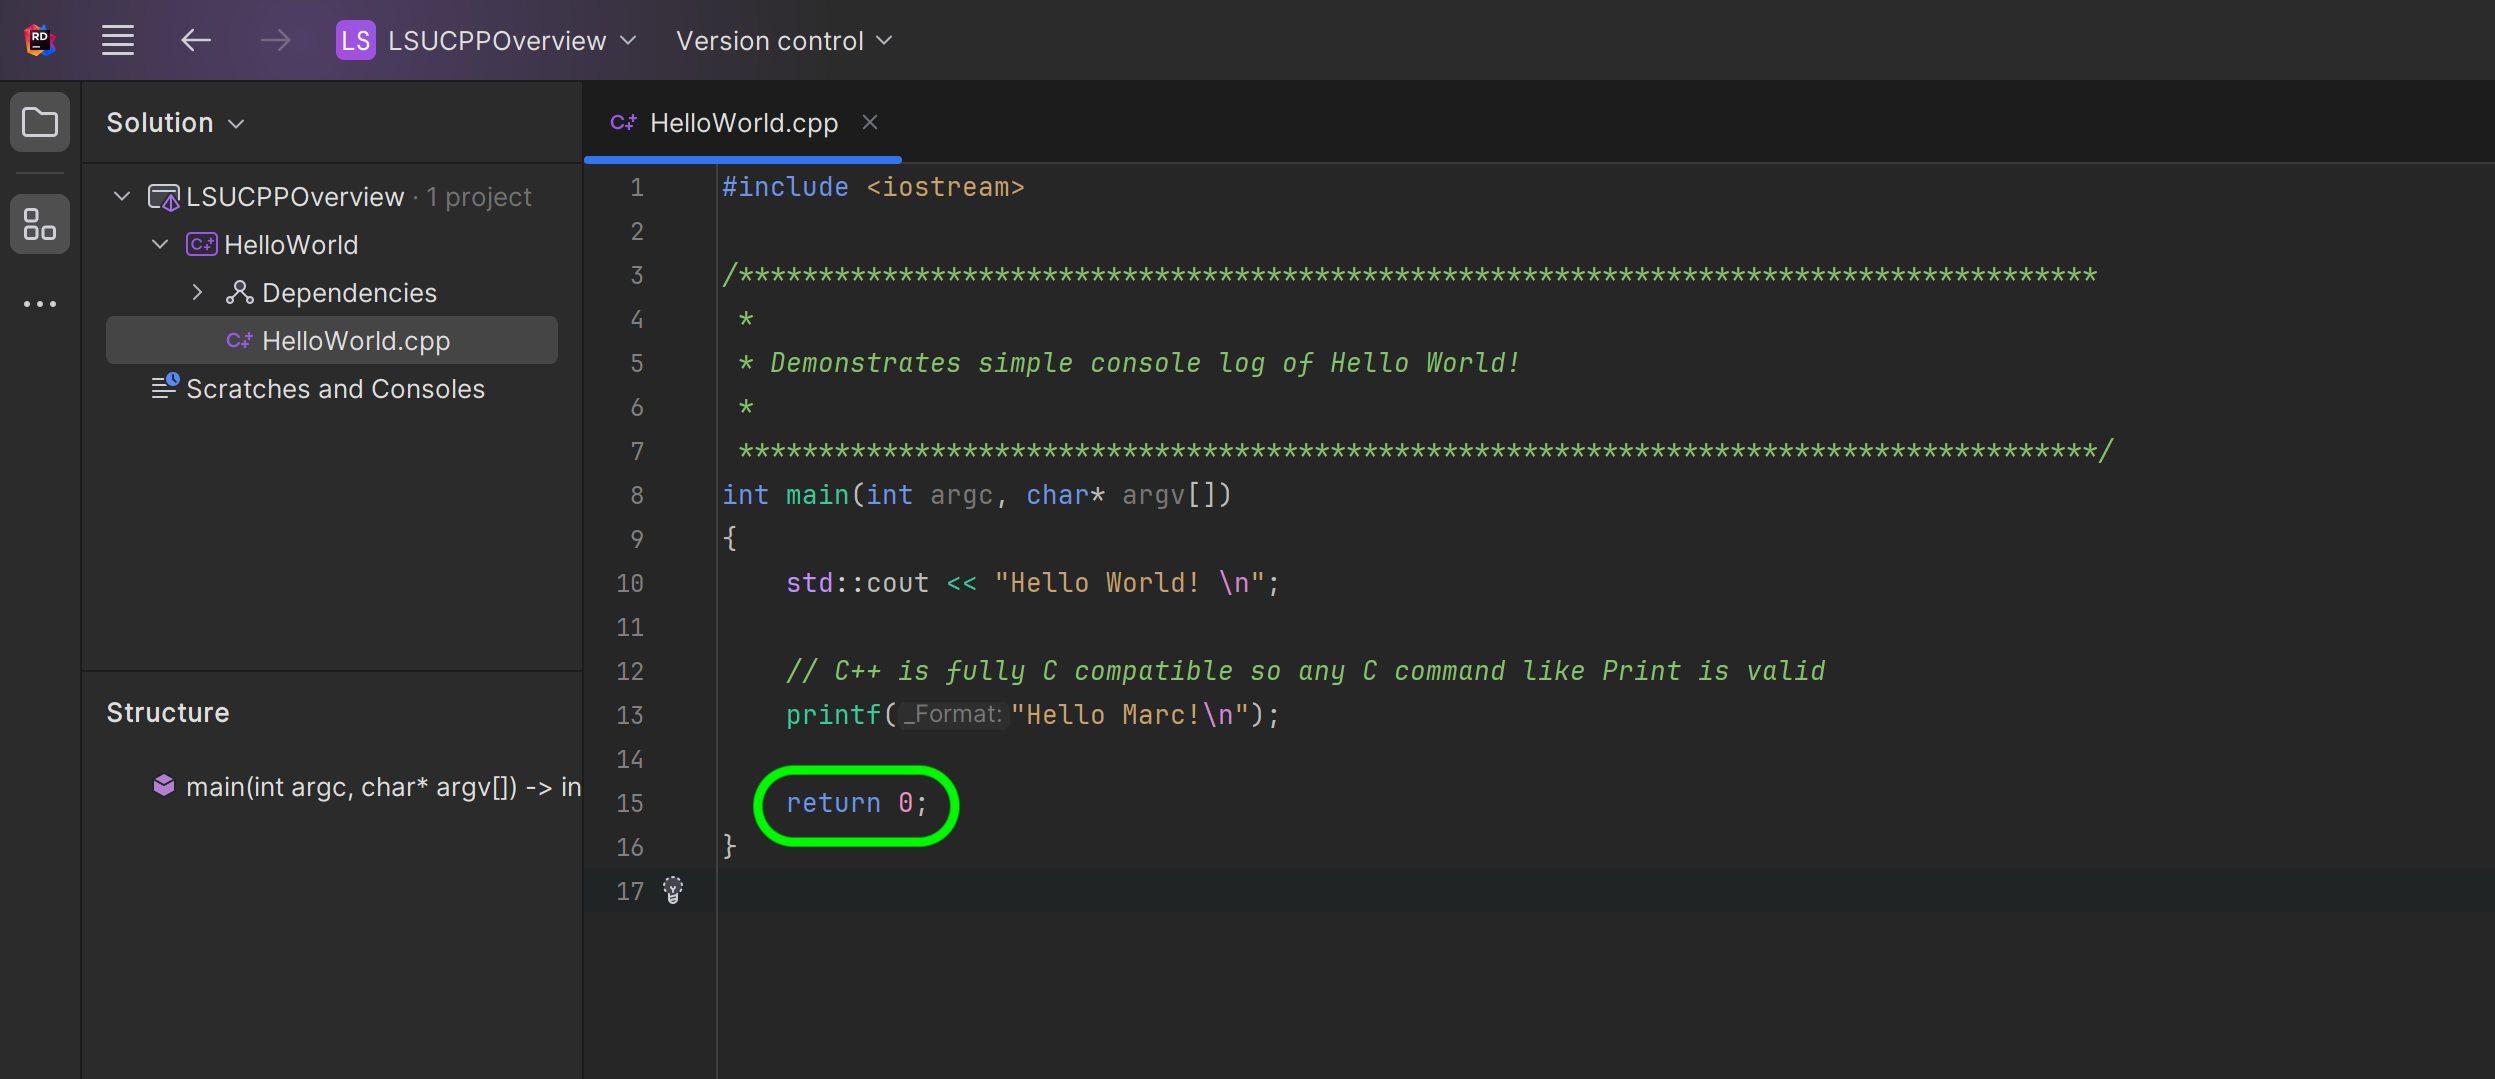 RD
LS LSUCPPOverview Version control
Solution
LSUCPPOverview · 1 project
C++ HelloWorld
Dependencies
C++ HelloWorld.cpp
Scratches and Consoles
Structure
main(int argc, char* argv[]) -> in
C++ HelloWorld.cpp
1 #include <iostream>
2
3 /*************************************************************************************
4 *
5 * Demonstrates simple console log of Hello World!
6 *
7 *************************************************************************************/
8 int main(int argc, char* argv[])
9 {
10 std::cout << "Hello World! \n";
11
12 // C++ is fully C compatible so any C command like Print is valid
13 printf(_Format: "Hello Marc!\n");
14
15 return 0;
16 }
17